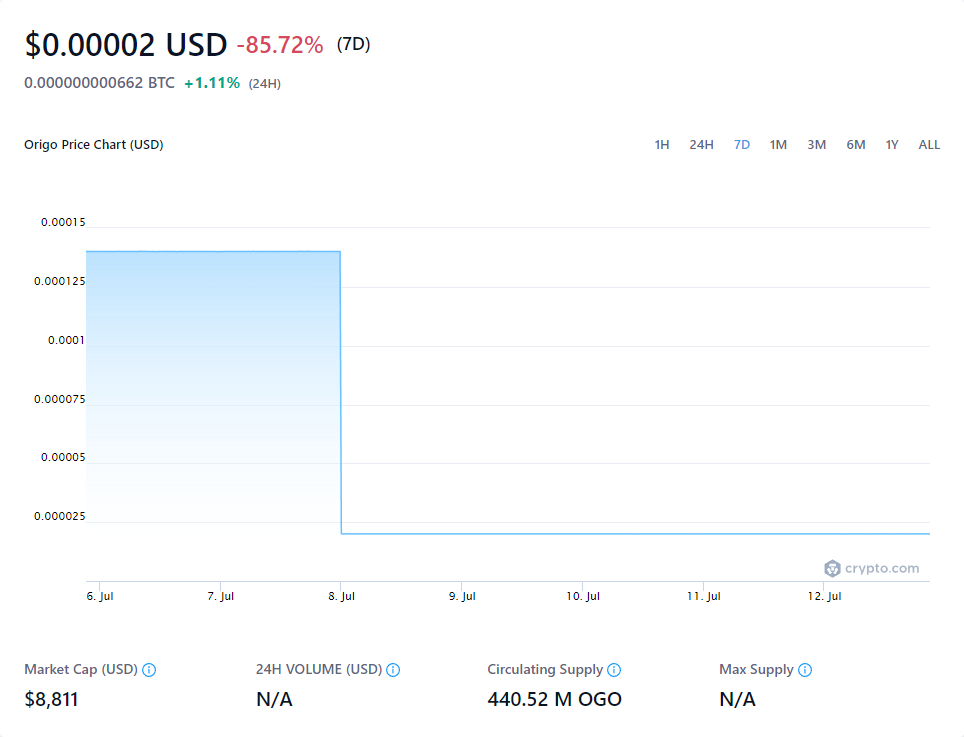 $0.00002 USD -85.72% (7D)
0.000000000662 BTC +1.11% (24H)
Origo Price Chart (USD) 1H 24H 7D 1M 3M 6M 1Y ALL
0.00015
0.000125
0.0001
0.000075
0.00005
0.000025
crypto.com
6. Jul 7. Jul 8. Jul 9. Jul 10. Jul 11. Jul 12. Jul
Market Cap (USD) 24H VOLUME (USD) Circulating Supply Max Supply
$8,811 N/A 440.52 M OGO N/A